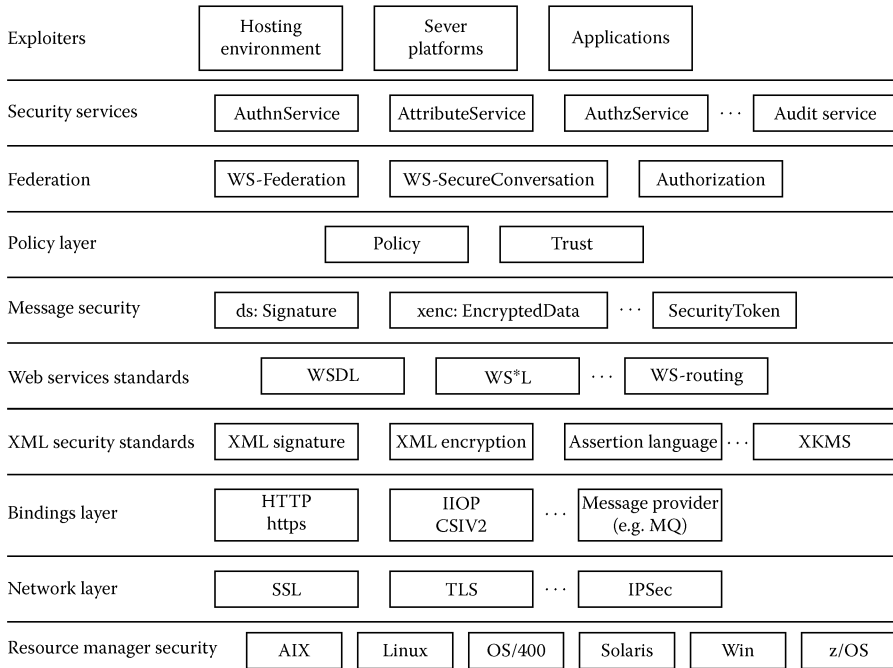 Exploiters
Hosting
environment
Sever
platforms
Applications
Security services
AuthnService
AttributeService
AuthzService
...
Audit service
Federation
WS-Federation
WS-SecureConversation
Authorization
Policy layer
Policy
Trust
Message security
ds: Signature
xenc: EncryptedData
...
SecurityToken
Web services standards
WSDL
WS*L
...
WS-routing
XML security standards
XML signature
XML encryption
Assertion language
...
XKMS
Bindings layer
HTTP
https
IIOP
CSIV2
...
Message provider
(e.g. MQ)
Network layer
SSL
TLS
...
IPSec
Resource manager security
AIX
Linux
OS/400
Solaris
Win
z/OS